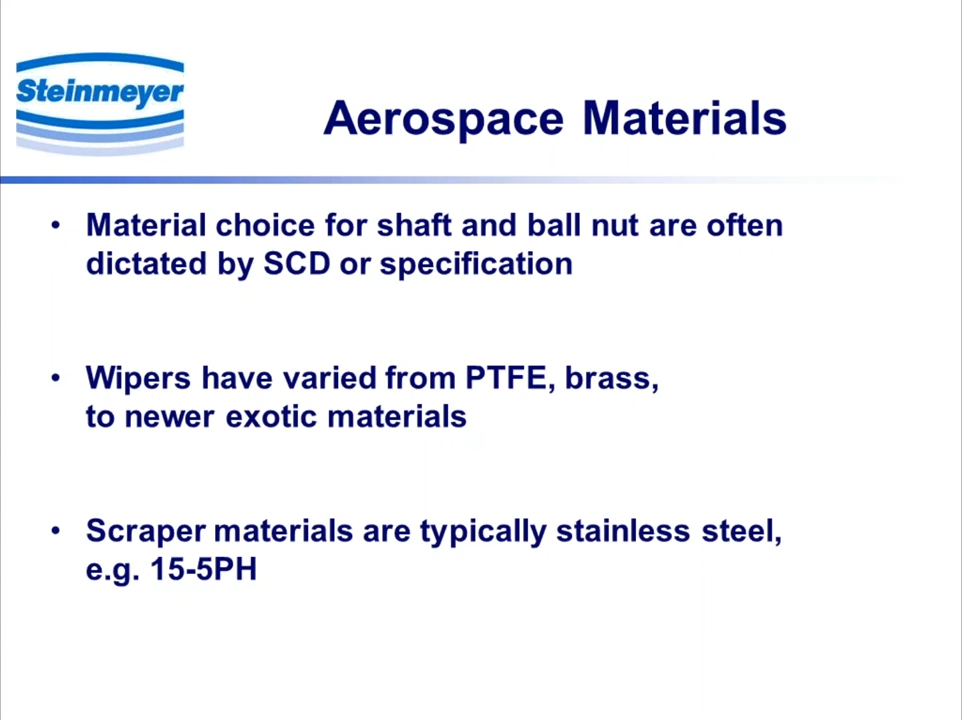 Steinmeyer
Aerospace Materials
• Material choice for shaft and ball nut are often
dictated by SCD or specification
• Wipers have varied from PTFE, brass,
to newer exotic materials
• Scraper materials are typically stainless steel,
e.g. 15-5PH